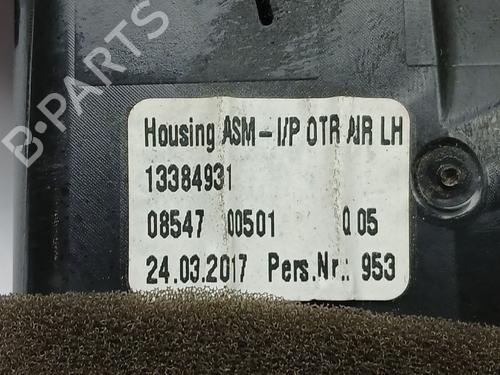 B-PARTS
Housing ASM-I/P OTR AIR LH
13384931
08547 00501 Q 05
24.03.2017 Pers.Nr.: 953